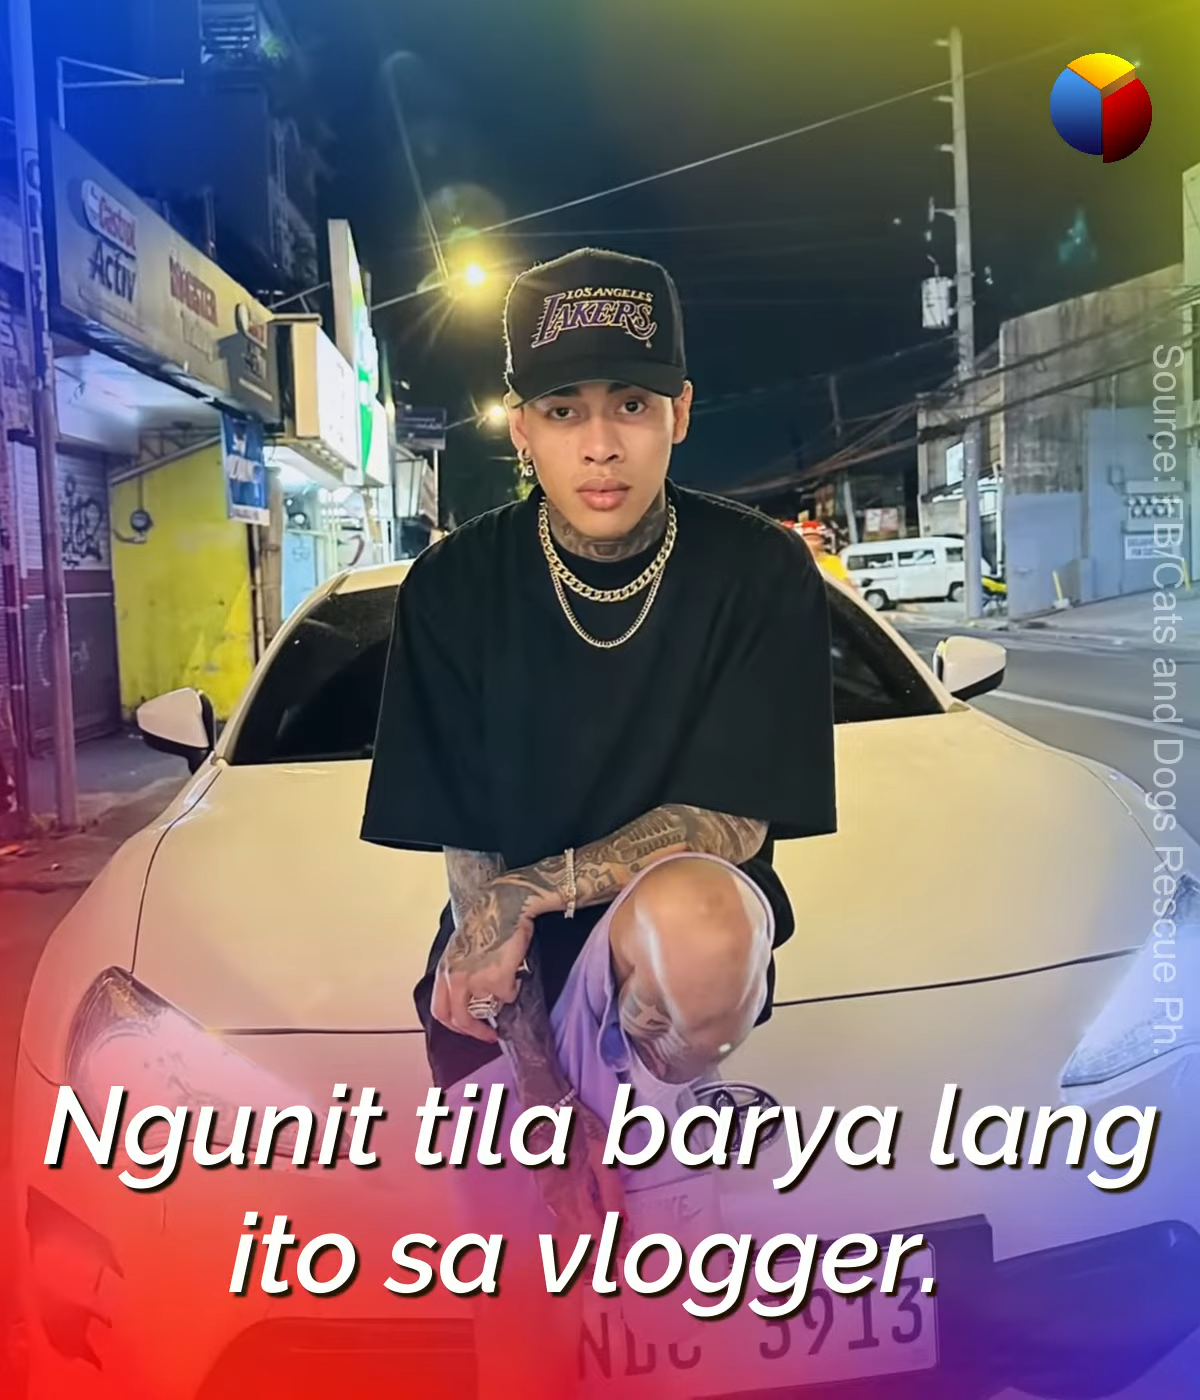 Castrol
Activ
LOS ANGELES
LAKERS
Source: FB/Cats and Dogs Rescue Ph.
Ngunit tila barya lang
ito sa vlogger.
3913